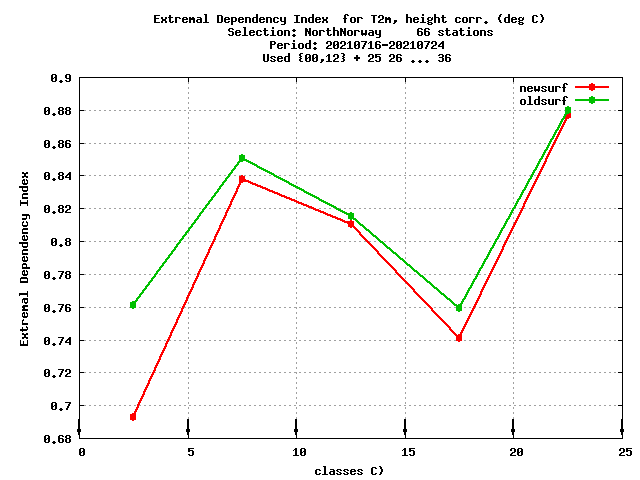 Extremal Dependency Index  for T2m, height corr. (deg C)
Selection: NorthNorway     66 stations
Period: 20210716-20210724
Used {00,12} + 25 26 ... 36
newsurf
oldsurf
Extremal Dependency Index
0.9
0.88
0.86
0.84
0.82
0.8
0.78
0.76
0.74
0.72
0.7
0.68
0 5 10 15 20 25
classes C)